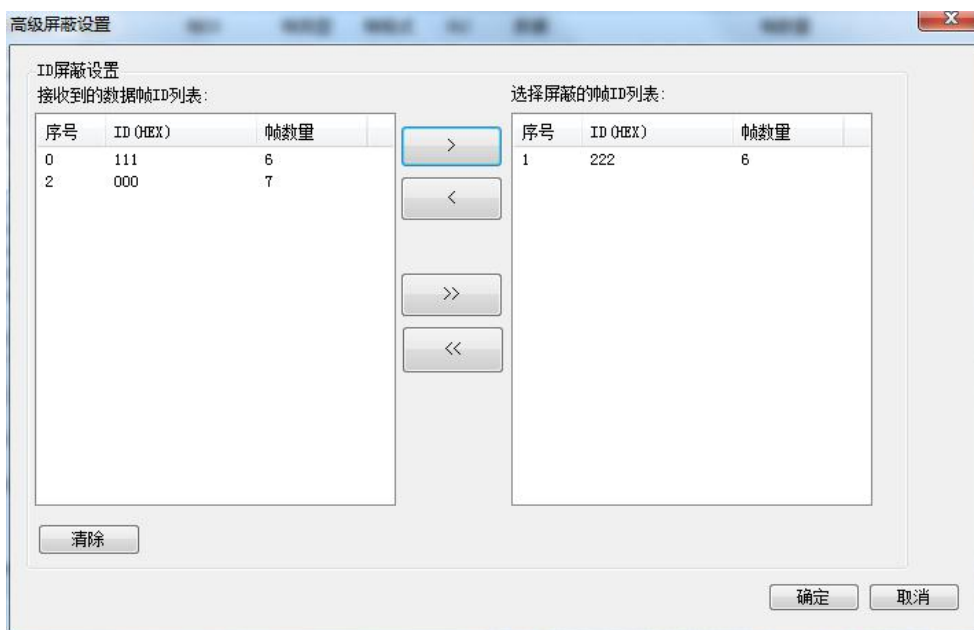 高级屏蔽设置
ID屏蔽设置
接收到的数据帧ID列表:
序号 ID(HEX) 帧数量
0 111 6
2 000 7
>
<
>>
<<
选择屏蔽的帧ID列表:
序号 ID(HEX) 帧数量
1 222 6
清除
确定 取消